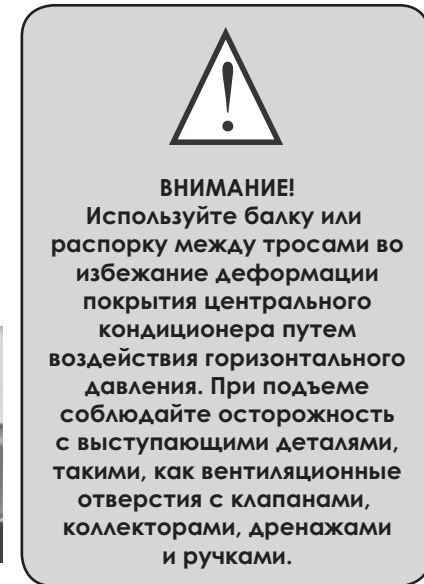 ВНИМАНИЕ!
Используйте балку или
распорку между тросами во
избежание деформации
покрытия центрального
кондиционера путем
воздействия горизонтального
давления. При подъеме
соблюдайте осторожность
с выступающими деталями,
такими, как вентиляционные
отверстия с клапанами,
коллекторами, дренажами
и ручками.